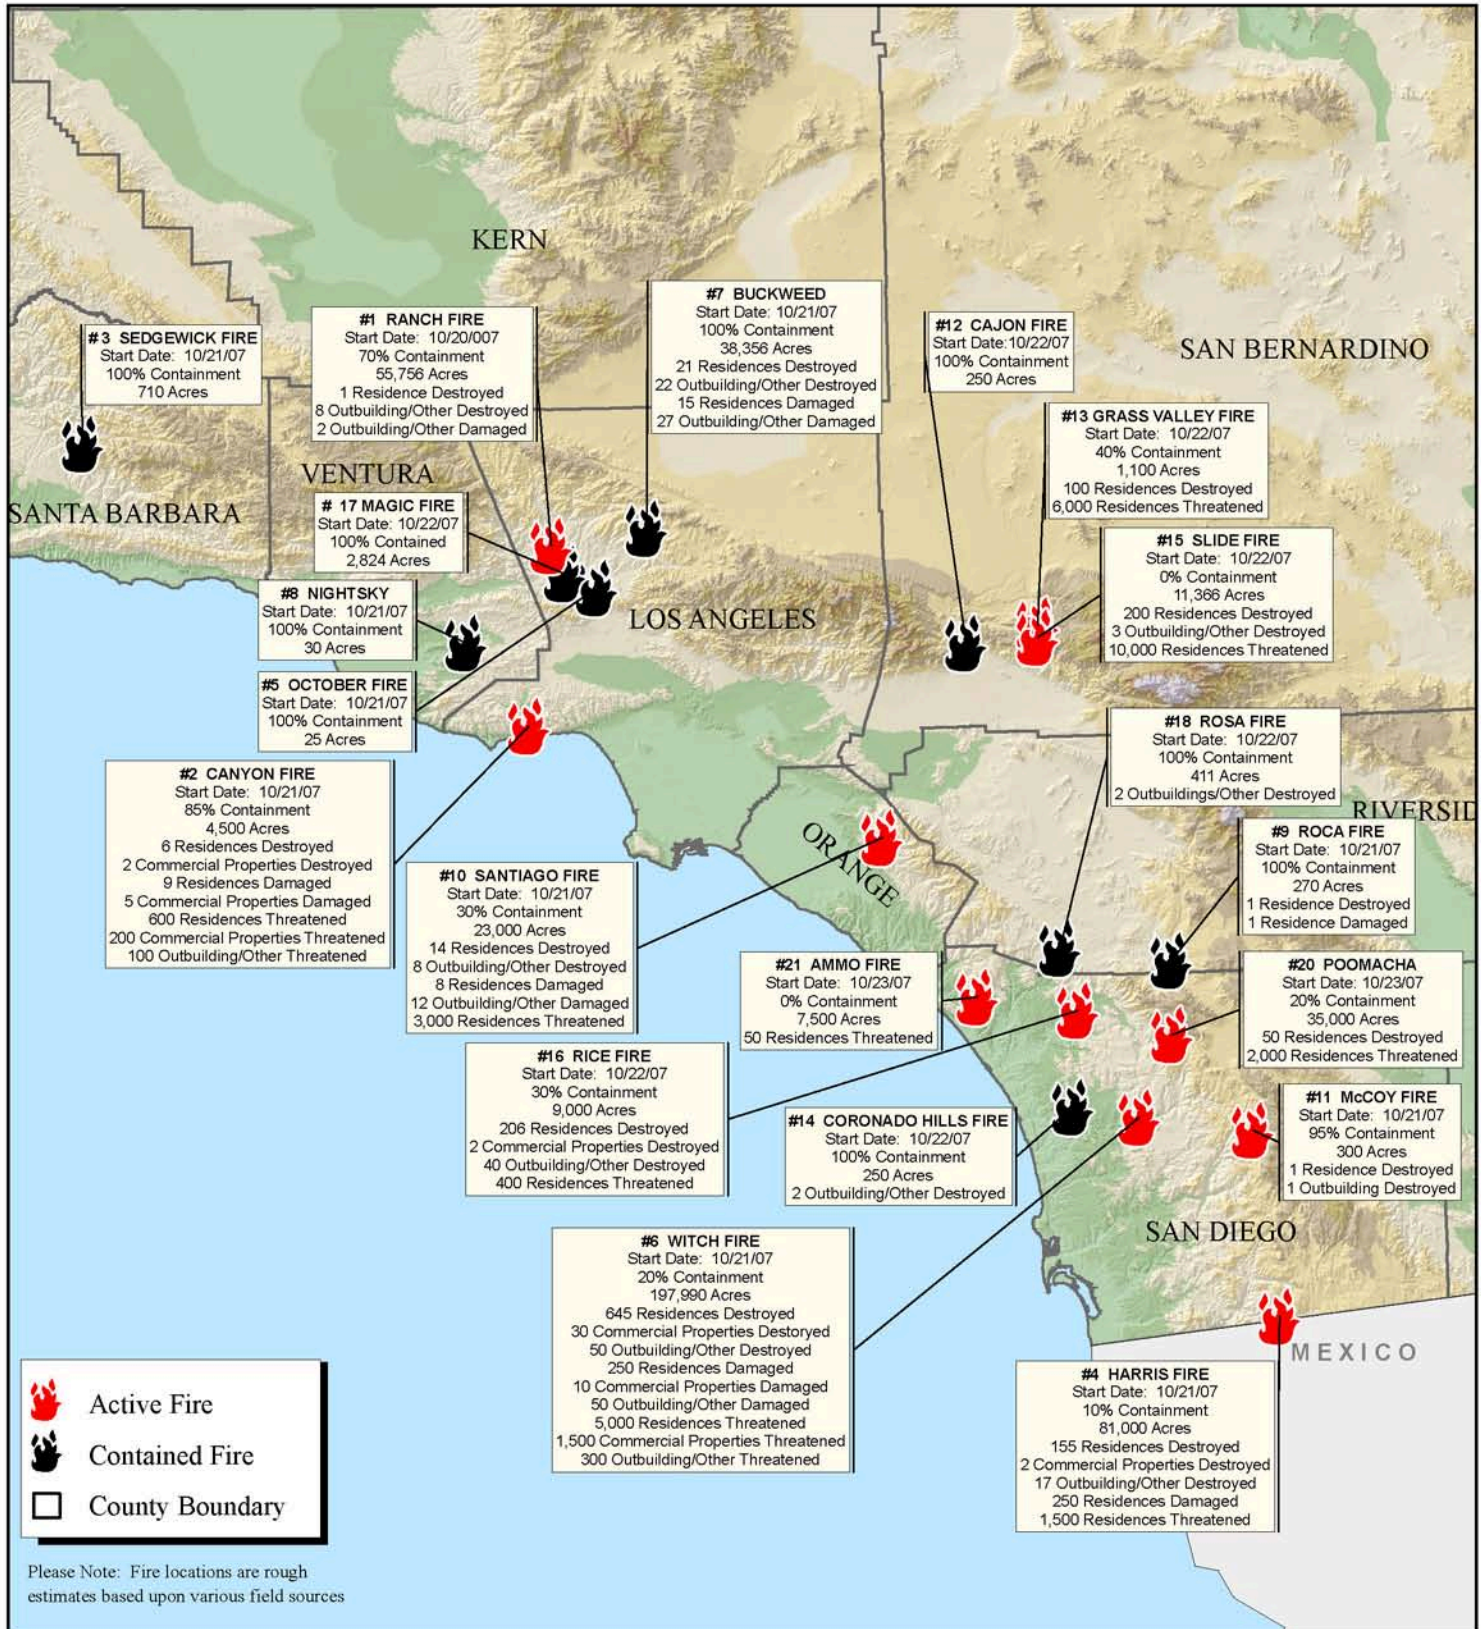 KERN
#7 BUCKWEED
Start Date: 10/21/07
100% Containment
38,356 Acres
21 Residences Destroyed
22 Outbuilding/Other Destroyed
15 Residences Damaged
27 Outbuilding/Other Damaged
#1 RANCH FIRE
Start Date: 10/20/007
70% Containment
55,756 Acres
1 Residence Destroyed
8 Outbuilding/Other Destroyed
2 Outbuilding/Other Damaged
#12 CAJON FIRE
Start Date:10/22/07
100% Containment
250 Acres
SAN BERNARDINO
# 3 SEDGEWICK FIRE
Start Date: 10/21/07
100% Containment
710 Acres
#13 GRASS VALLEY FIRE
Start Date: 10/22/07
40% Containment
1,100 Acres
100 Residences Destroyed
6,000 Residences Threatened
VENTURA
SANTA BARBARA
# 17 MAGIC FIRE
Start Date: 10/22/07
100% Contained
2,824 Acres
#15 SLIDE FIRE
Start Date: 10/22/07
0% Containment
11,366 Acres
200 Residences Destroyed
3 Outbuilding/Other Destroyed
10,000 Residences Threatened
#8 NIGHTSKY
Start Date: 10/21/07
100% Containment
30 Acres
LOS ANGELES
#5 OCTOBER FIRE
Start Date: 10/21/07
100% Containment
25 Acres
#18 ROSA FIRE
Start Date: 10/22/07
100% Containment
411 Acres
2 Outbuildings/Other Destroyed
#2 CANYON FIRE
Start Date: 10/21/07
85% Containment
4,500 Acres
6 Residences Destroyed
2 Commercial Properties Destroyed
9 Residences Damaged
5 Commercial Properties Damaged
600 Residences Threatened
200 Commercial Properties Threatened
100 Outbuilding/Other Threatened
RIVERSID
ORANGE
#9 ROCA FIRE
Start Date: 10/21/07
100% Containment
270 Acres
1 Residence Destroyed
1 Residence Damaged
#10 SANTIAGO FIRE
Start Date: 10/21/07
30% Containment
23,000 Acres
14 Residences Destroyed
8 Outbuilding/Other Destroyed
8 Residences Damaged
12 Outbuilding/Other Damaged
3,000 Residences Threatened
#21 AMMO FIRE
Start Date: 10/23/07
0% Containment
7,500 Acres
50 Residences Threatened
#20 POOMACHA
Start Date: 10/23/07
20% Containment
35,000 Acres
50 Residences Destroyed
2,000 Residences Threatened
#16 RICE FIRE
Start Date: 10/22/07
30% Containment
9,000 Acres
206 Residences Destroyed
2 Commercial Properties Destroyed
40 Outbuilding/Other Destroyed
400 Residences Threatened
#14 CORONADO HILLS FIRE
Start Date: 10/22/07
100% Containment
250 Acres
2 Outbuilding/Other Destroyed
#11 McCOY FIRE
Start Date: 10/21/07
95% Containment
300 Acres
1 Residence Destroyed
1 Outbuilding Destroyed
SAN DIEGO
#6 WITCH FIRE
Start Date: 10/21/07
20% Containment
197,990 Acres
645 Residences Destroyed
30 Commercial Properties Destoryed
50 Outbuilding/Other Destroyed
250 Residences Damaged
10 Commercial Properties Damaged
50 Outbuilding/Other Damaged
5,000 Residences Threatened
1,500 Commercial Properties Threatened
300 Outbuilding/Other Threatened
MEXICO
#4 HARRIS FIRE
Start Date: 10/21/07
10% Containment
81,000 Acres
155 Residences Destroyed
2 Commercial Properties Destroyed
17 Outbuilding/Other Destroyed
250 Residences Damaged
1,500 Residences Threatened
Active Fire
Contained Fire
County Boundary
Please Note: Fire locations are rough
estimates based upon various field sources